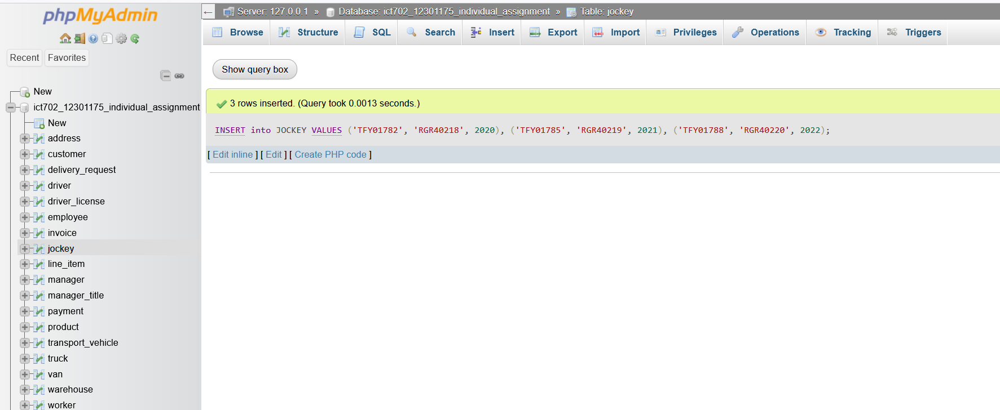 phpMyAdmin
Recent Favorites
New
ict702_12301175_individual_assignment
New
address
customer
delivery_request
driver
driver_license
employee
invoice
jockey
line_item
manager
manager_title
payment
product
transport_vehicle
truck
van
warehouse
worker
← Server: 127.0.0.1 » Database: ict702_12301175_individual_assignment » Table: jockey
Browse Structure SQL Search Insert Export Import Privileges Operations Tracking Triggers
Show query box
3 rows inserted. (Query took 0.0013 seconds.)
INSERT into JOCKEY VALUES ('TFY01782', 'RGR40218', 2020), ('TFY01785', 'RGR40219', 2021), ('TFY01788', 'RGR40220', 2022);
[ Edit inline ] [ Edit ] [ Create PHP code ]